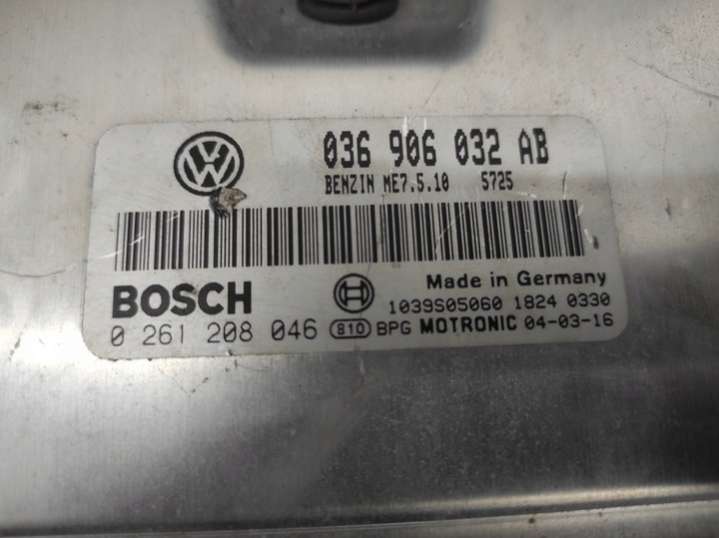 036 906 032 AB
BENZIN ME7.5.10 5725
Made in Germany
BOSCH
1039S05060 1824 0330
0 261 208 046 810 BPG MOTRONIC 04-03-16